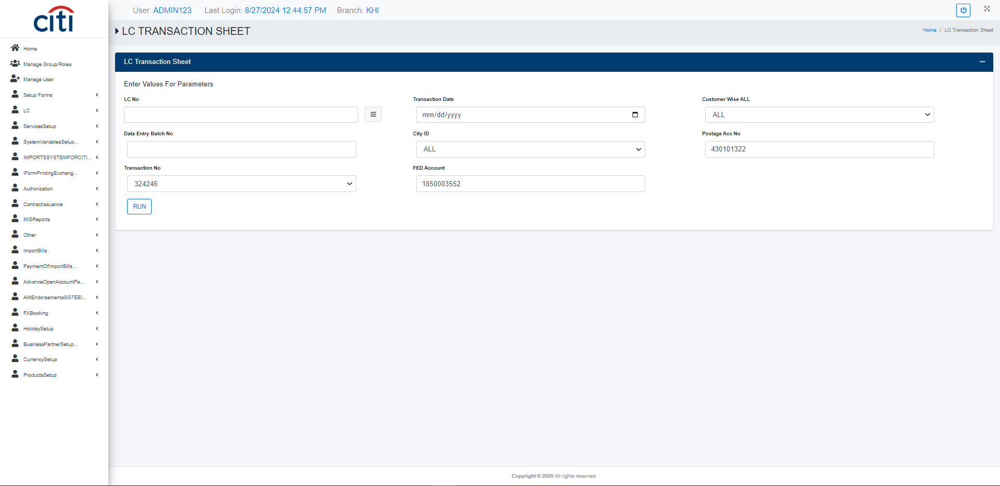 citi
User: ADMIN123 Last Login: 8/27/2024 12:44:57 PM Branch: KHI
LC TRANSACTION SHEET
Home / LC Transaction Sheet
Home
Manage Group/Roles
Manage User
Setup Forms
LC
ServicesSetup
SystemVariablesSetup...
IMPORTSSYSTEMFORCITI...
IFormPrintingExchang...
Authorization
ContractIssuance
MISReports
Other
ImportBills
PaymentOfImportBills...
AdvanceOpenAccountPa...
AWEndorsementsSGTEEI...
FXBooking
HolidaySetup
BusinessPartnerSetup...
CurrencySetup
ProductsSetup
LC Transaction Sheet
Enter Values For Parameters
LC No
Transaction Date
mm/dd/yyyy
Customer Wise ALL
ALL
Data Entry Batch No
City ID
ALL
Postage Acc No
430101322
Transaction No
324246
FED Account
1850003552
RUN
Copyright © 2020 All rights reserved.